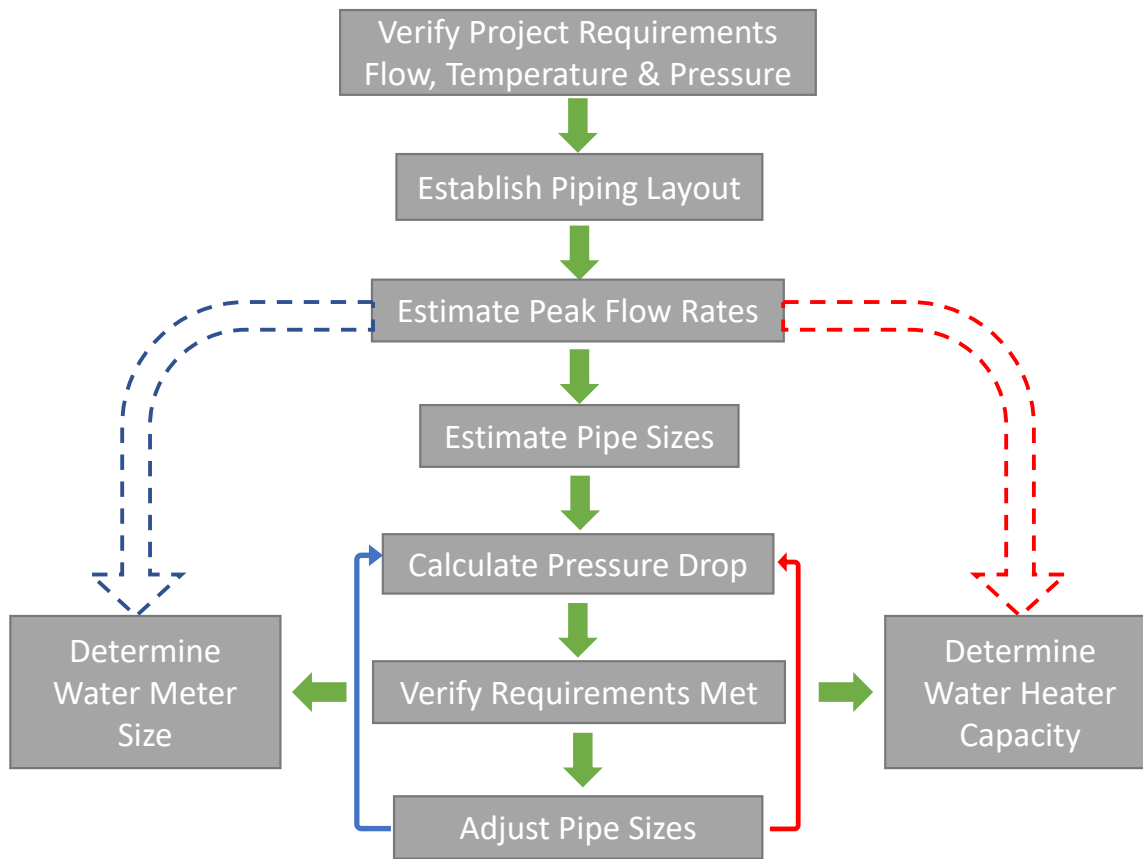 Verify Project Requirements
Flow, Temperature & Pressure
Establish Piping Layout
Estimate Peak Flow Rates
Estimate Pipe Sizes
Calculate Pressure Drop
Determine
Water Meter
Size
Verify Requirements Met
Determine
Water Heater
Capacity
Adjust Pipe Sizes